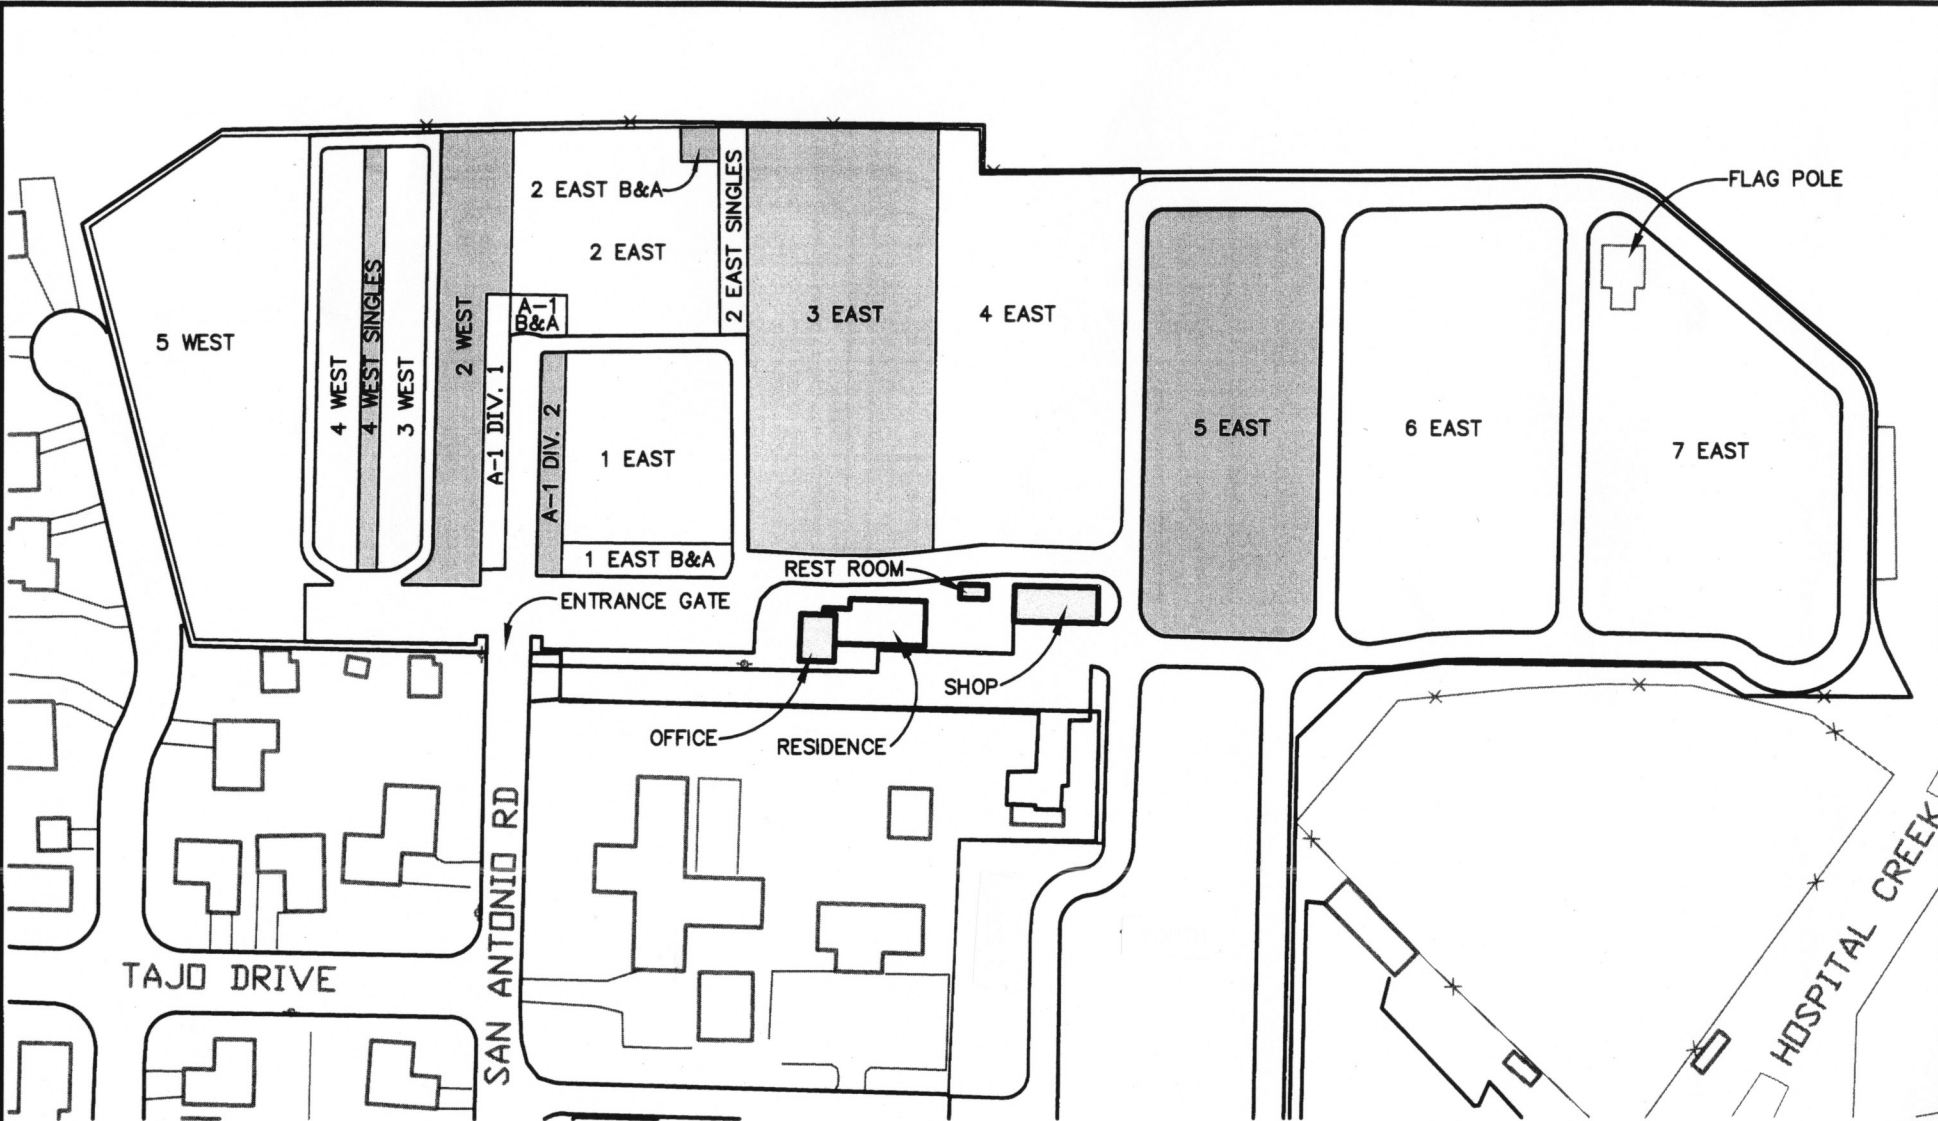 FLAG POLE
2 EAST B&A
2 EAST SINGLES
2 EAST
5 WEST
4 WEST
4 WEST SINGLES
3 WEST
2 WEST
A-1
B&A
A-1 DIV. 1
A-1 DIV. 2
1 EAST
1 EAST B&A
3 EAST
4 EAST
5 EAST
6 EAST
7 EAST
REST ROOM
ENTRANCE GATE
SHOP
OFFICE
RESIDENCE
SAN ANTONIO RD
TAJO DRIVE
HOSPITAL CREEK